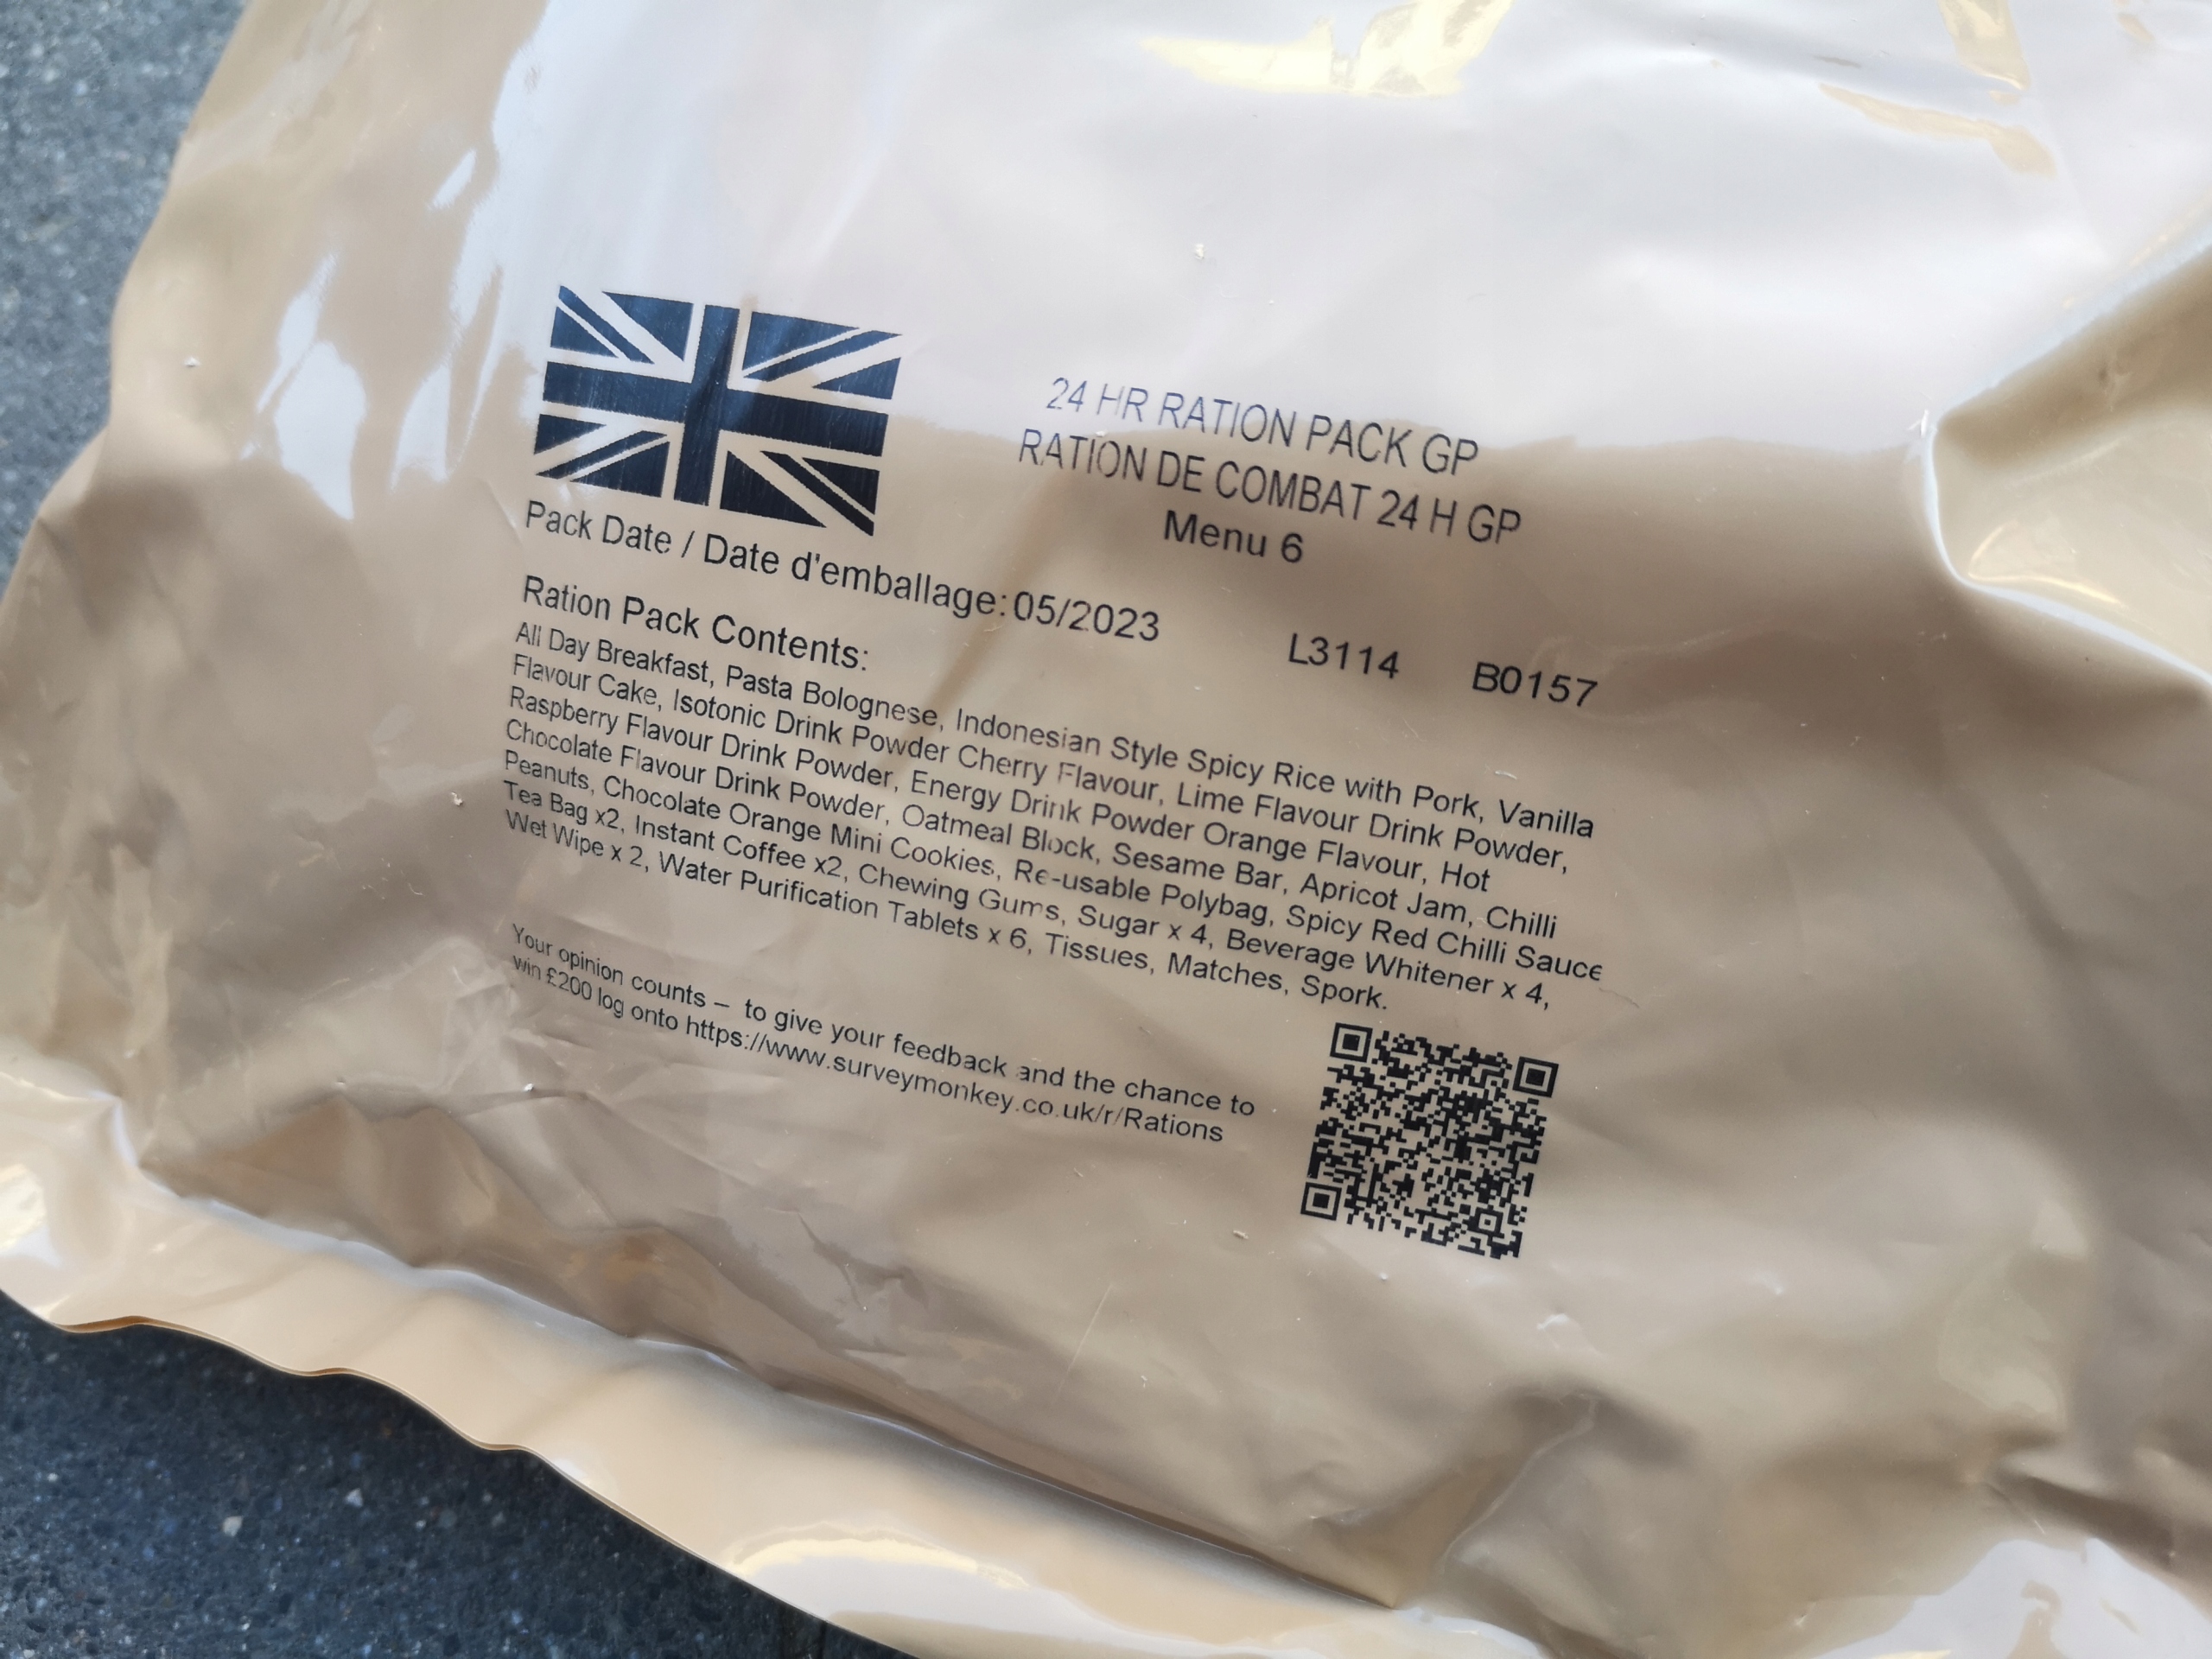 24 HR RATION PACK GP
RATION DE COMBAT 24 H GP
Menu 6
Pack Date / Date d'emballage: 05/2023 L3114 B0157
Ration Pack Contents:
All Day Breakfast, Pasta Bolognese, Indonesian Style Spicy Rice with Pork, Vanilla
Flavour Cake, Isotonic Drink Powder Cherry Flavour, Lime Flavour Drink Powder,
Raspberry Flavour Drink Powder, Energy Drink Powder Orange Flavour, Hot
Chocolate Flavour Drink Powder, Oatmeal Block, Sesame Bar, Apricot Jam, Chilli
Peanuts, Chocolate Orange Mini Cookies, Re-usable Polybag, Spicy Red Chilli Sauce
Tea Bag x2, Instant Coffee x2, Chewing Gums, Sugar x 4, Beverage Whitener x 4,
Wet Wipe x 2, Water Purification Tablets x 6, Tissues, Matches, Spork.
Your opinion counts – to give your feedback and the chance to
win £200 log onto https://www.surveymonkey.co.uk/r/Rations